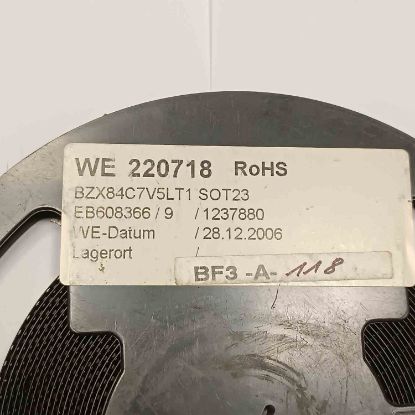 WE 220718 RoHS
BZX84C7V5LT1 SOT23
EB608366 / 9 / 1237880
WE-Datum / 28.12.2006
Lagerort /
BF3 -A- 118